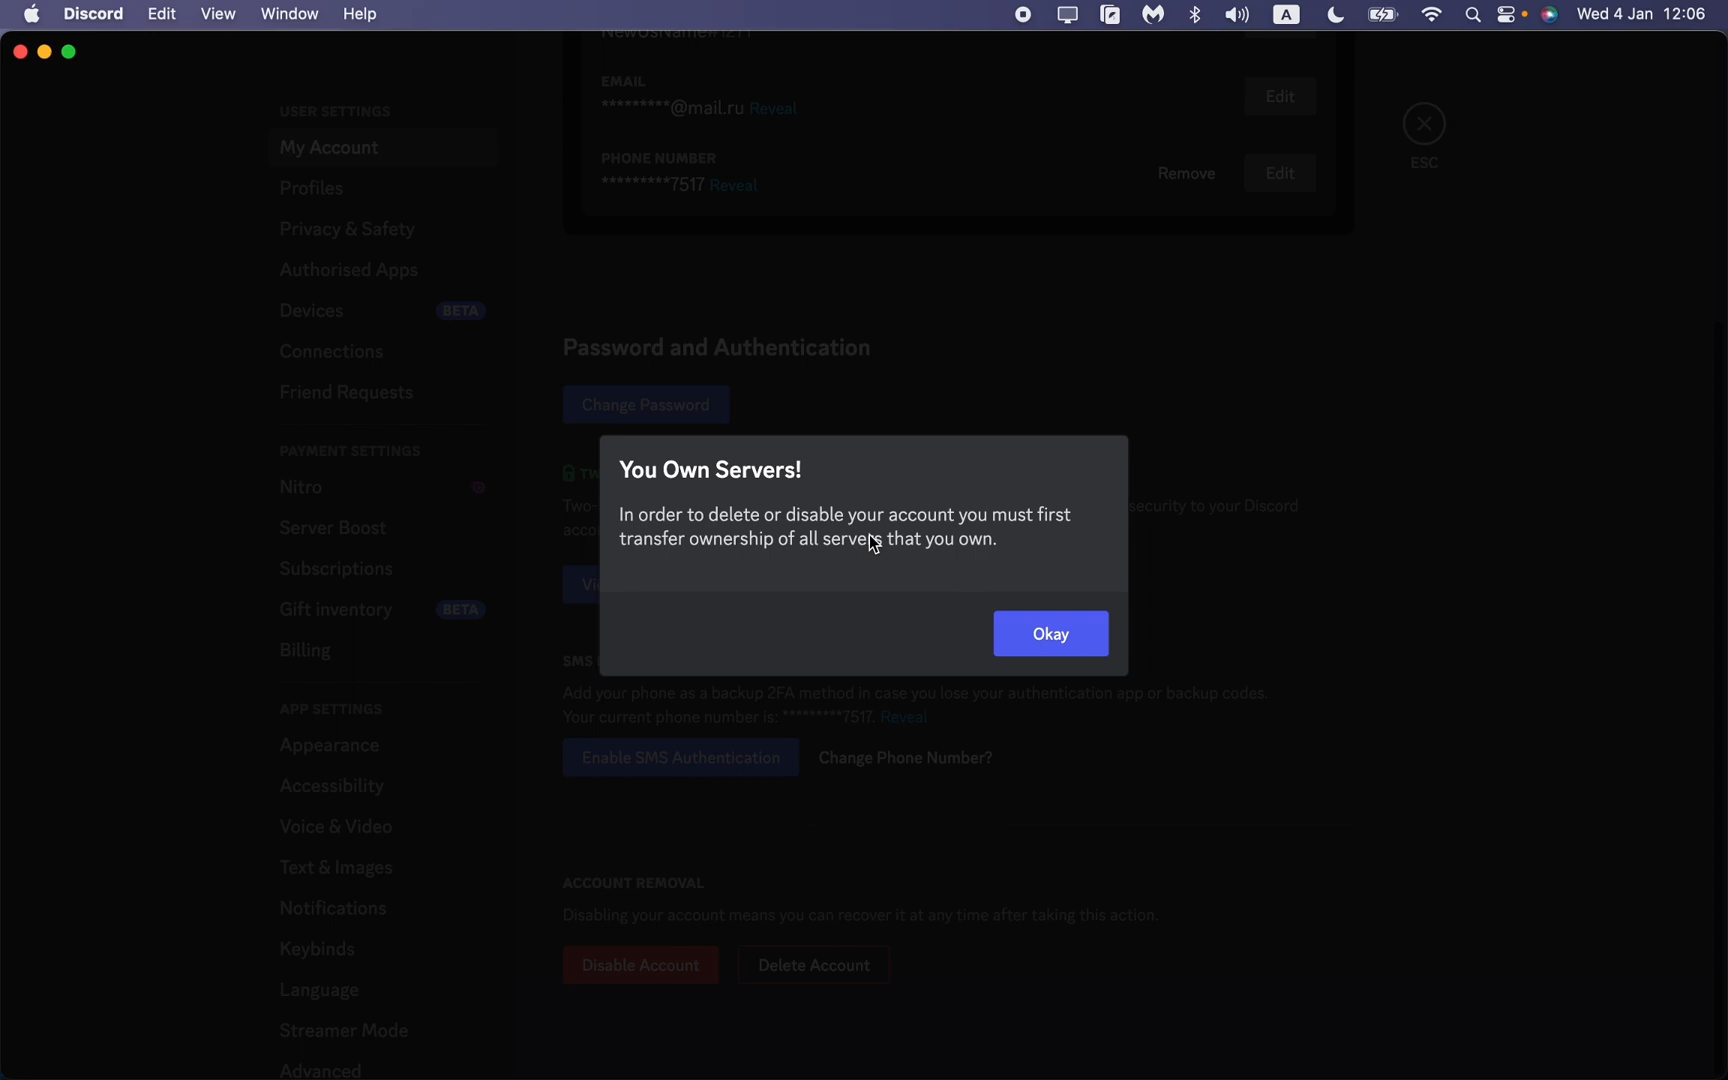 Discord Edit View Window Help
A Wed 4 Jan 12:06
USER SETTINGS
My Account
Profiles
Privacy & Safety
Authorised Apps
Devices BETA
Connections
Friend Requests
PAYMENT SETTINGS
Nitro
Server Boost
Subscriptions
Gift inventory BETA
Billing
APP SETTINGS
Appearance
Accessibility
Voice & Video
Text & Images
Notifications
Keybinds
Language
Streamer Mode
Advanced
EMAIL
*********@mail.ru Reveal
Edit
PHONE NUMBER
*********7517 Reveal
Remove Edit
ESC
Password and Authentication
Change Password
You Own Servers!
In order to delete or disable your account you must first
transfer ownership of all servers that you own.
Okay
security to your Discord
SMS
Add your phone as a backup 2FA method in case you lose your authentication app or backup codes.
Your current phone number is: *********7517. Reveal
Enable SMS Authentication Change Phone Number?
ACCOUNT REMOVAL
Disabling your account means you can recover it at any time after taking this action.
Disable Account Delete Account